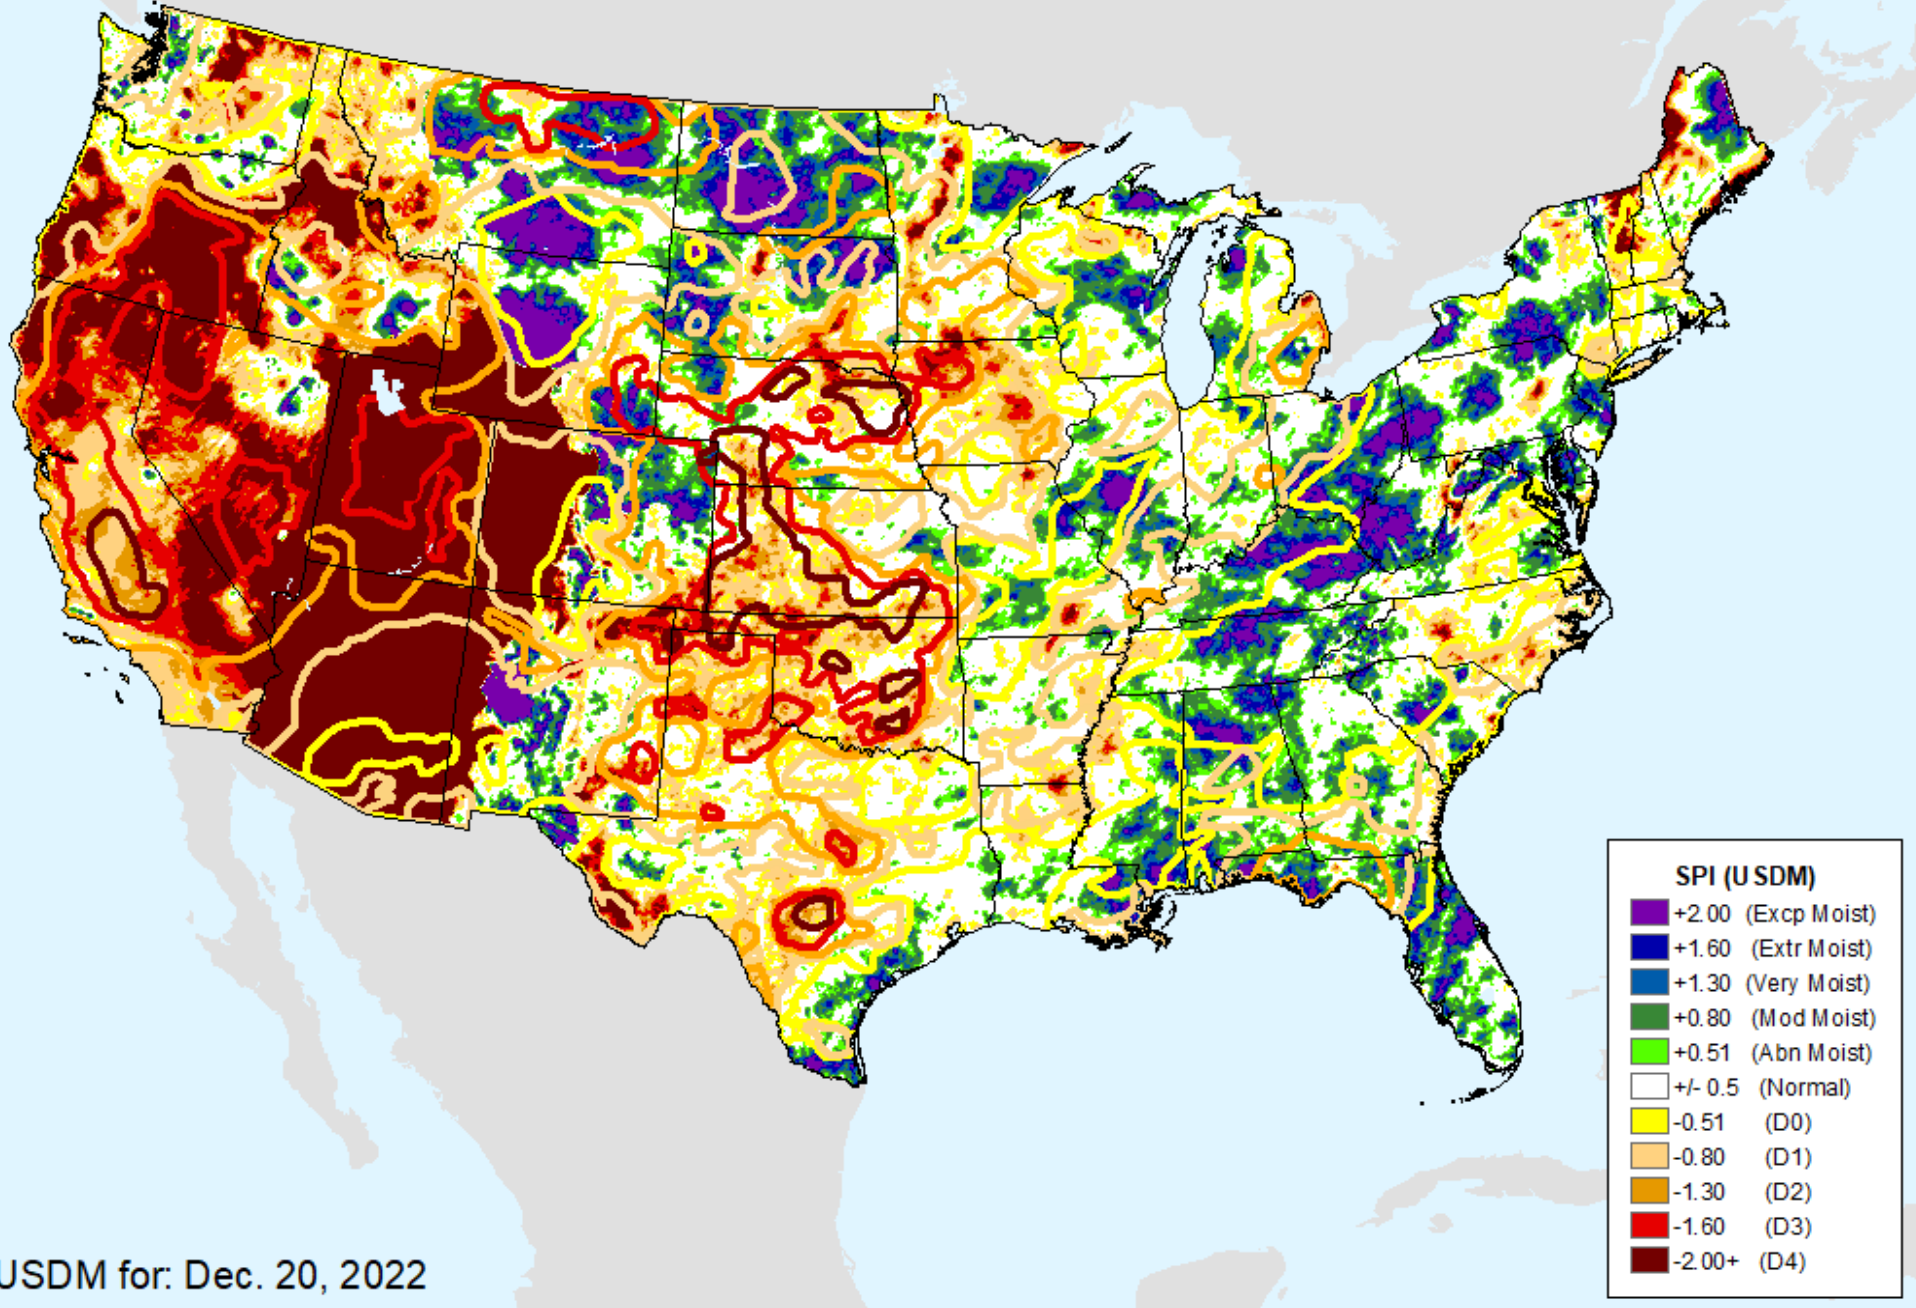 SPI (USDM)
+2.00 (Excp Moist)
+1.60 (Extr Moist)
+1.30 (Very Moist)
+0.80 (Mod Moist)
+0.51 (Abn Moist)
+/- 0.5 (Normal)
-0.51 (D0)
-0.80 (D1)
-1.30 (D2)
-1.60 (D3)
-2.00+ (D4)
USDM for: Dec. 20, 2022